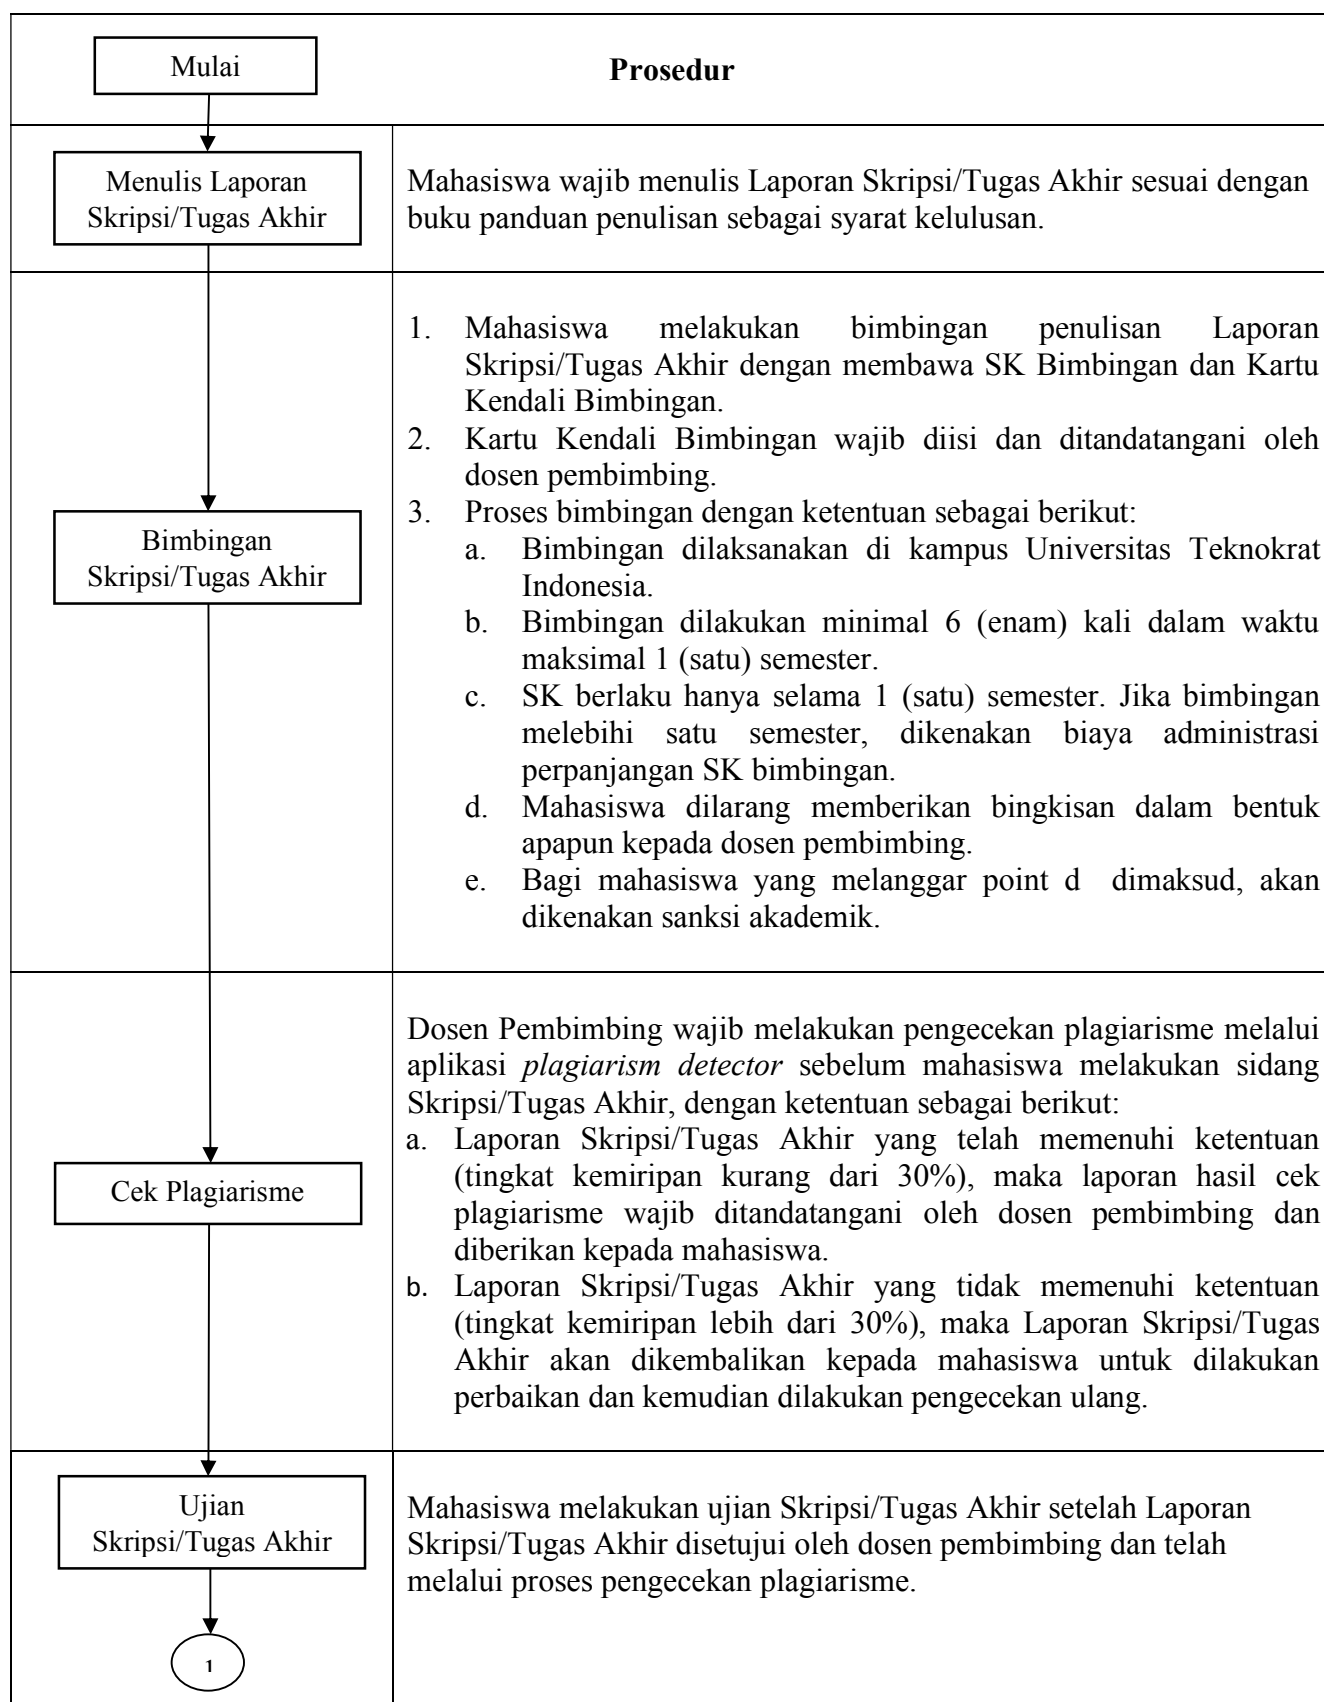 Mulai
Prosedur
Menulis Laporan
Skripsi/Tugas Akhir
Mahasiswa wajib menulis Laporan Skripsi/Tugas Akhir sesuai dengan
buku panduan penulisan sebagai syarat kelulusan.
Bimbingan
Skripsi/Tugas Akhir
1. Mahasiswa melakukan bimbingan penulisan Laporan
Skripsi/Tugas Akhir dengan membawa SK Bimbingan dan Kartu
Kendali Bimbingan.
2. Kartu Kendali Bimbingan wajib diisi dan ditandatangani oleh
dosen pembimbing.
3. Proses bimbingan dengan ketentuan sebagai berikut:
a. Bimbingan dilaksanakan di kampus Universitas Teknokrat
Indonesia.
b. Bimbingan dilakukan minimal 6 (enam) kali dalam waktu
maksimal 1 (satu) semester.
c. SK berlaku hanya selama 1 (satu) semester. Jika bimbingan
melebihi satu semester, dikenakan biaya administrasi
perpanjangan SK bimbingan.
d. Mahasiswa dilarang memberikan bingkisan dalam bentuk
apapun kepada dosen pembimbing.
e. Bagi mahasiswa yang melanggar point d dimaksud, akan
dikenakan sanksi akademik.
Cek Plagiarisme
Dosen Pembimbing wajib melakukan pengecekan plagiarisme melalui
aplikasi plagiarism detector sebelum mahasiswa melakukan sidang
Skripsi/Tugas Akhir, dengan ketentuan sebagai berikut:
a. Laporan Skripsi/Tugas Akhir yang telah memenuhi ketentuan
(tingkat kemiripan kurang dari 30%), maka laporan hasil cek
plagiarisme wajib ditandatangani oleh dosen pembimbing dan
diberikan kepada mahasiswa.
b. Laporan Skripsi/Tugas Akhir yang tidak memenuhi ketentuan
(tingkat kemiripan lebih dari 30%), maka Laporan Skripsi/Tugas
Akhir akan dikembalikan kepada mahasiswa untuk dilakukan
perbaikan dan kemudian dilakukan pengecekan ulang.
Ujian
Skripsi/Tugas Akhir
Mahasiswa melakukan ujian Skripsi/Tugas Akhir setelah Laporan
Skripsi/Tugas Akhir disetujui oleh dosen pembimbing dan telah
melalui proses pengecekan plagiarisme.
1